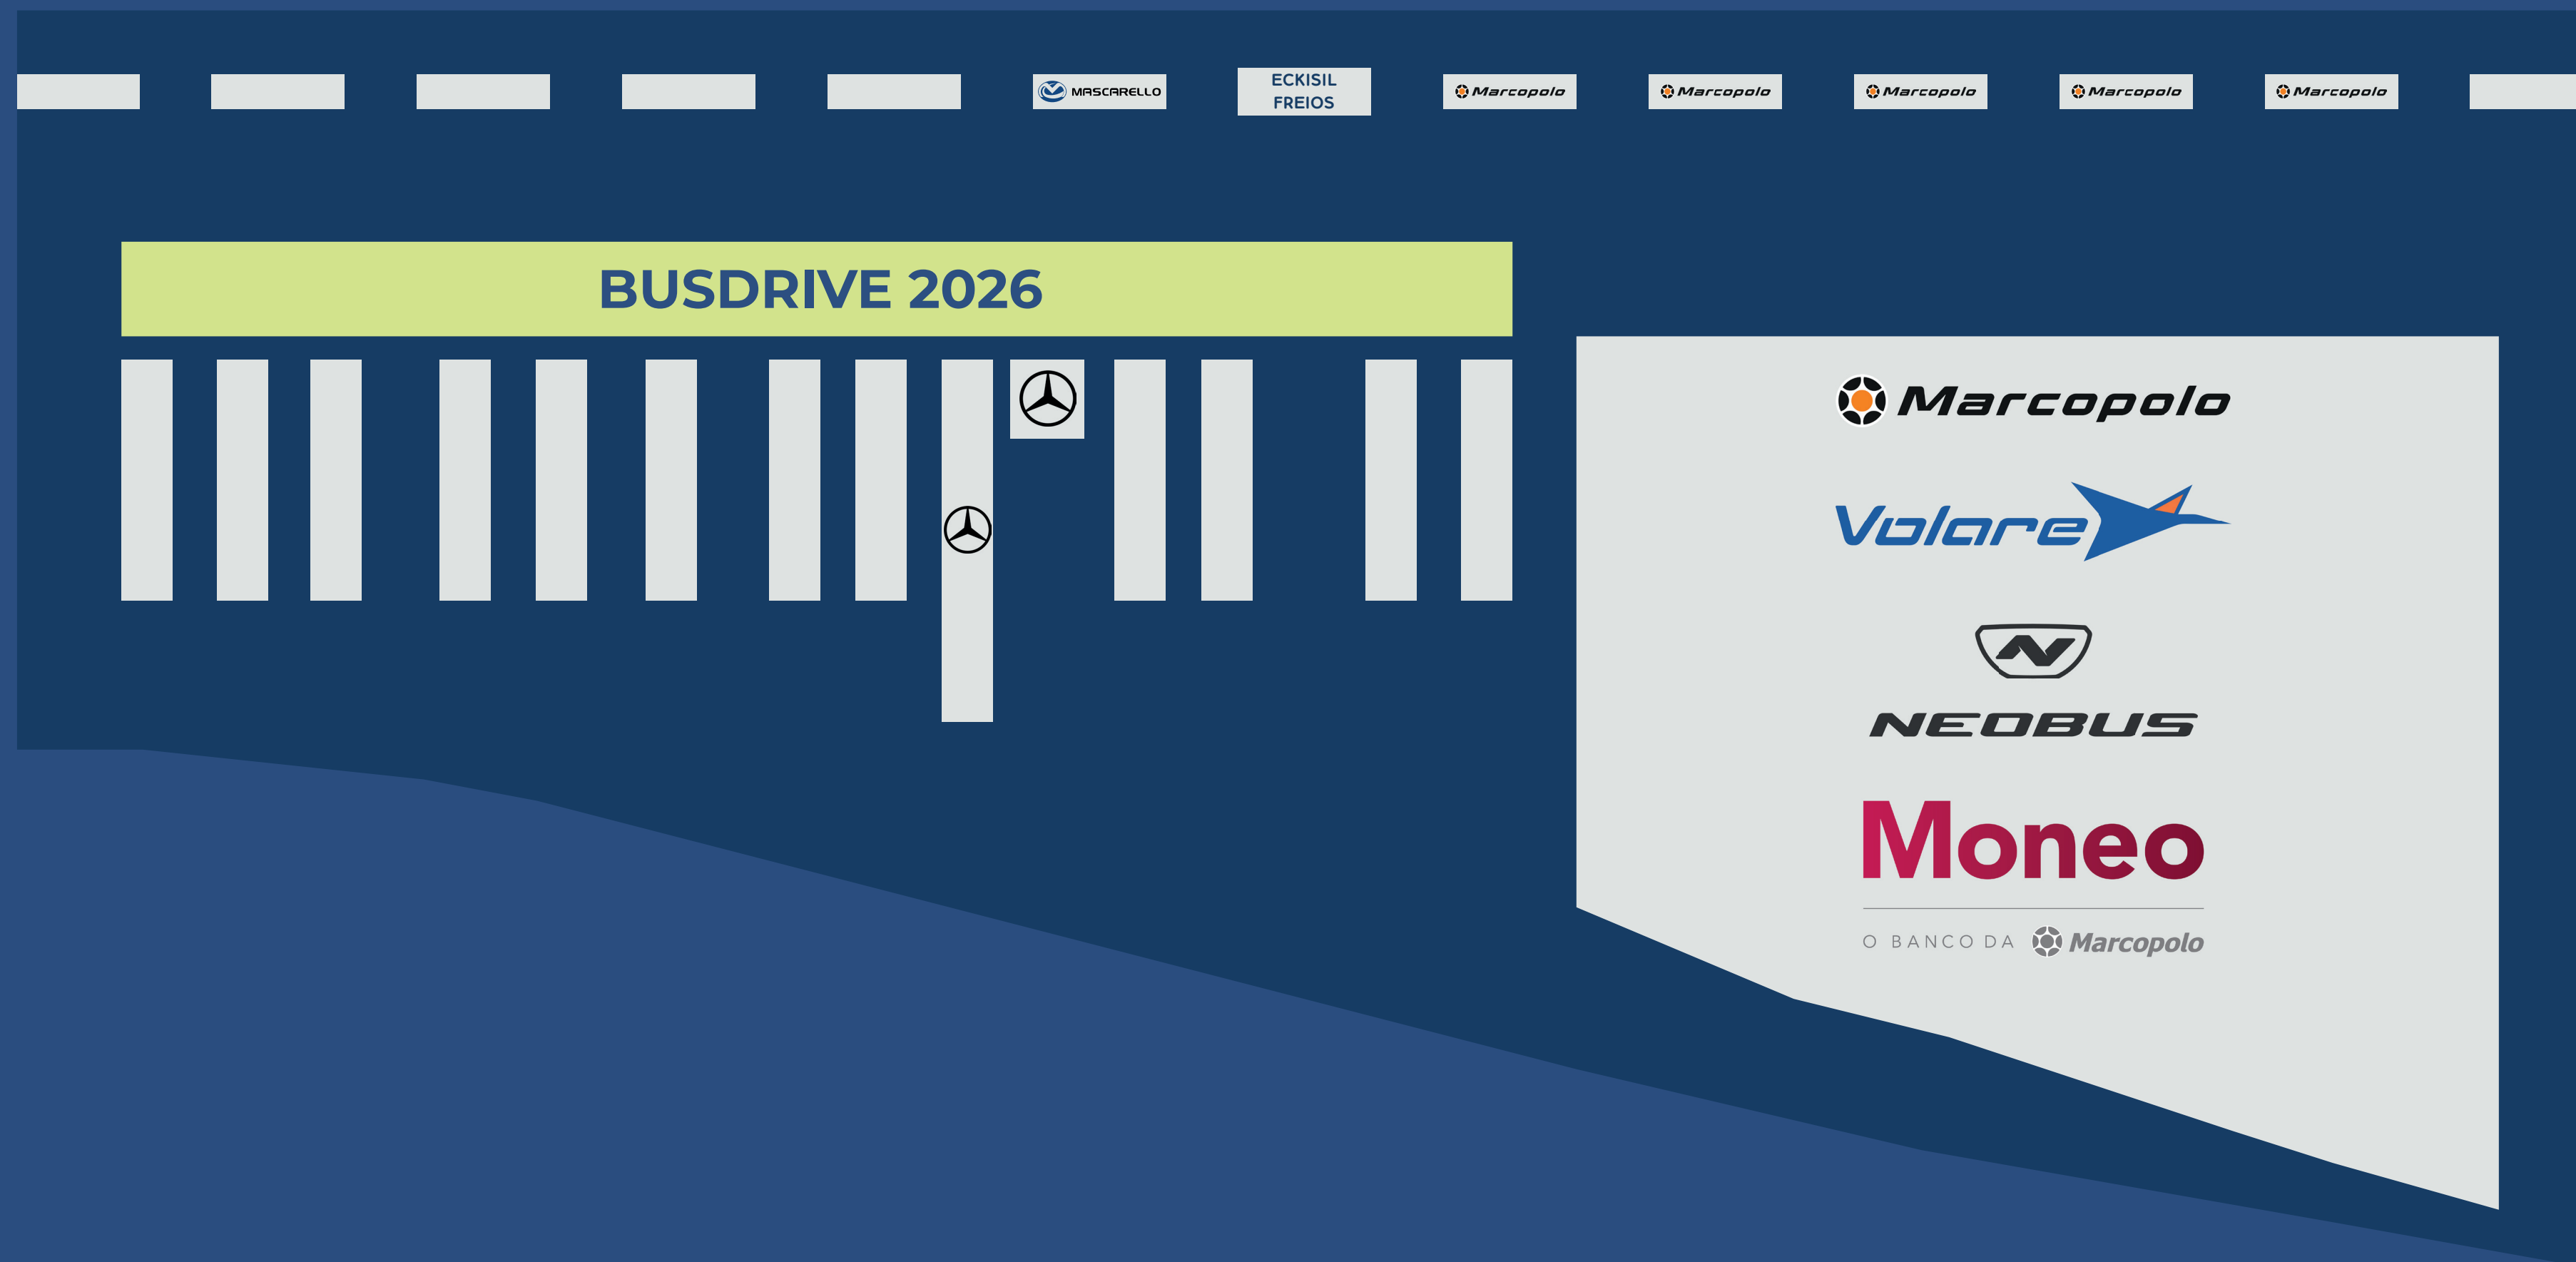 MASCARELLO
ECKISIL
FREIOS
Marcopolo
Marcopolo
Marcopolo
Marcopolo
Marcopolo
BUSDRIVE 2026
Marcopolo
Volare
NEOBUS
Moneo
O BANCO DA Marcopolo